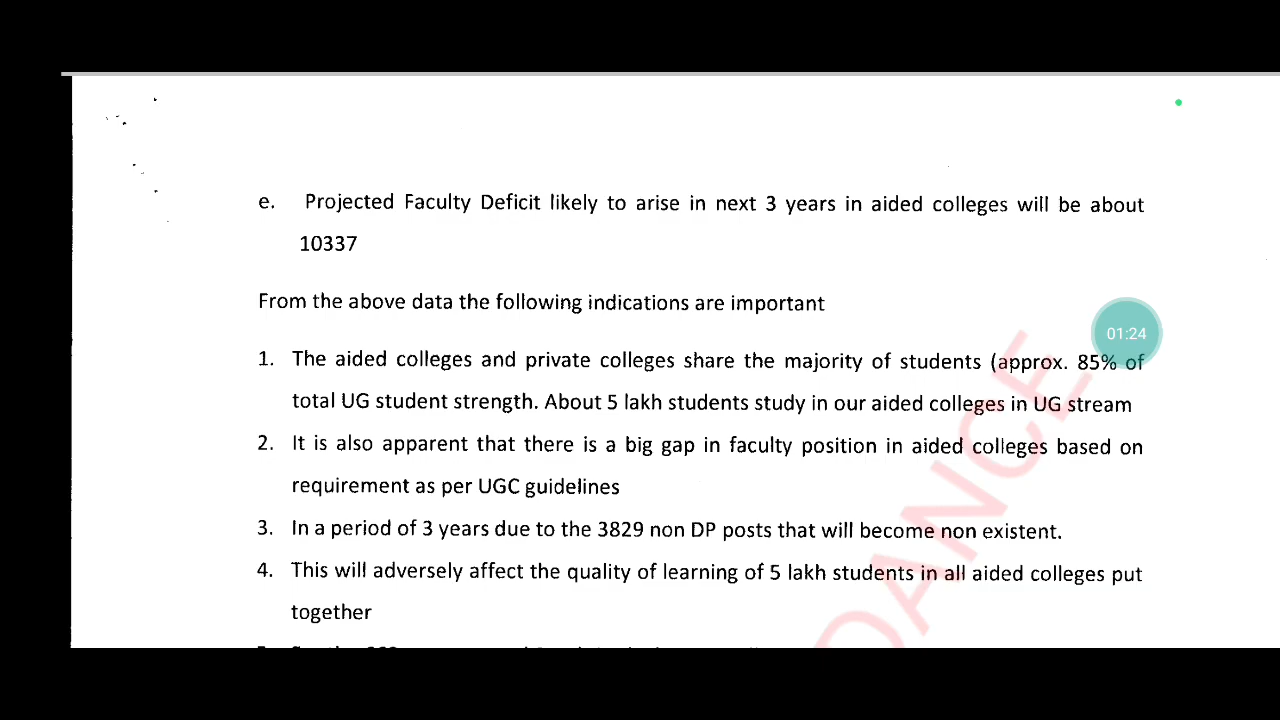 e. Projected Faculty Deficit likely to arise in next 3 years in aided colleges will be about
10337
From the above data the following indications are important
01:24
1. The aided colleges and private colleges share the majority of students (approx. 85% of
total UG student strength. About 5 lakh students study in our aided colleges in UG stream
2. It is also apparent that there is a big gap in faculty position in aided colleges based on
requirement as per UGC guidelines
3. In a period of 3 years due to the 3829 non DP posts that will become non existent.
4. This will adversely affect the quality of learning of 5 lakh students in all aided colleges put
together
DANCE